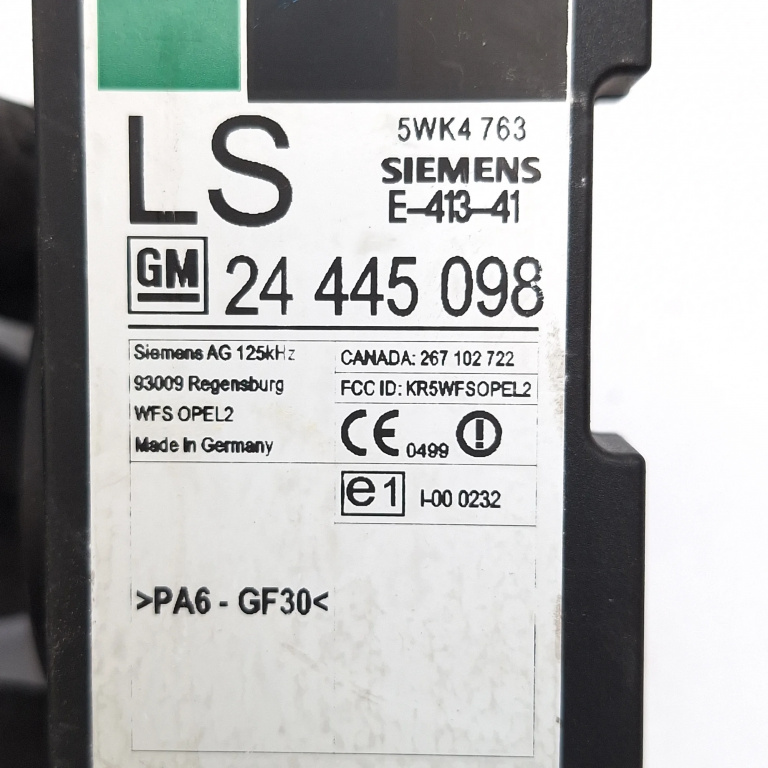 LS
5WK4 763
SIEMENS
E-413-41
GM 24 445 098
Siemens AG 125kHz
93009 Regensburg
WFS OPEL2
Made in Germany
CANADA: 267 102 722
FCC ID: KR5WFSOPEL2
CE 0499
e1 I-00 0232
>PA6 - GF30<